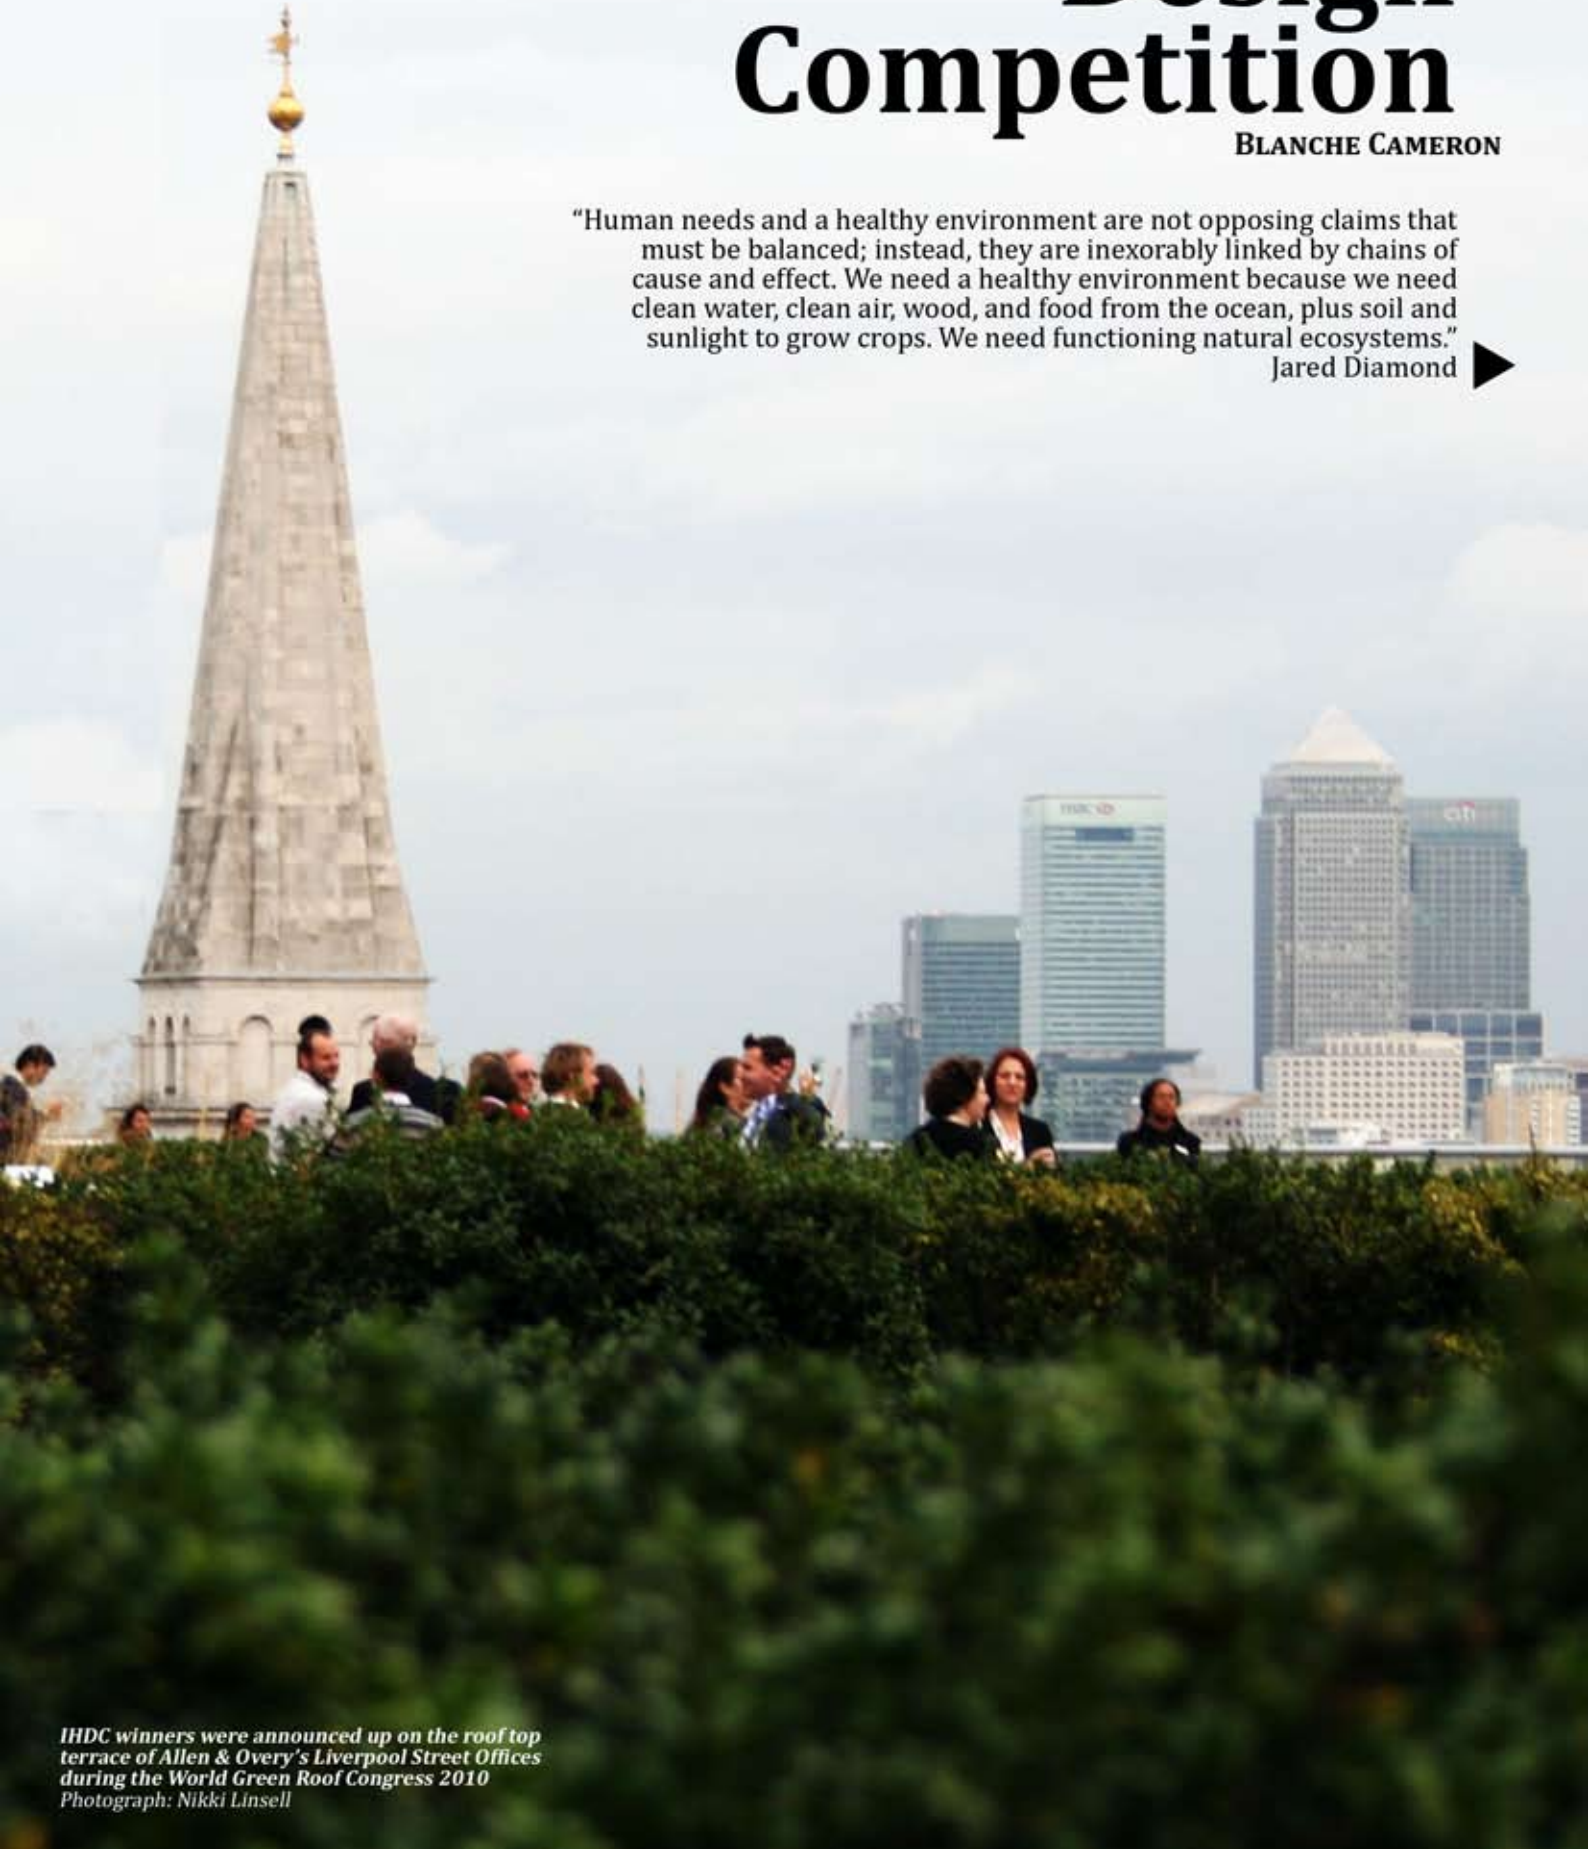 Design
Competition
BLANCHE CAMERON
“Human needs and a healthy environment are not opposing claims that
must be balanced; instead, they are inexorably linked by chains of
cause and effect. We need a healthy environment because we need
clean water, clean air, wood, and food from the ocean, plus soil and
sunlight to grow crops. We need functioning natural ecosystems.”
Jared Diamond
citi
IHDC winners were announced up on the roof top
terrace of Allen & Overy’s Liverpool Street Offices
during the World Green Roof Congress 2010
Photograph: Nikki Linsell